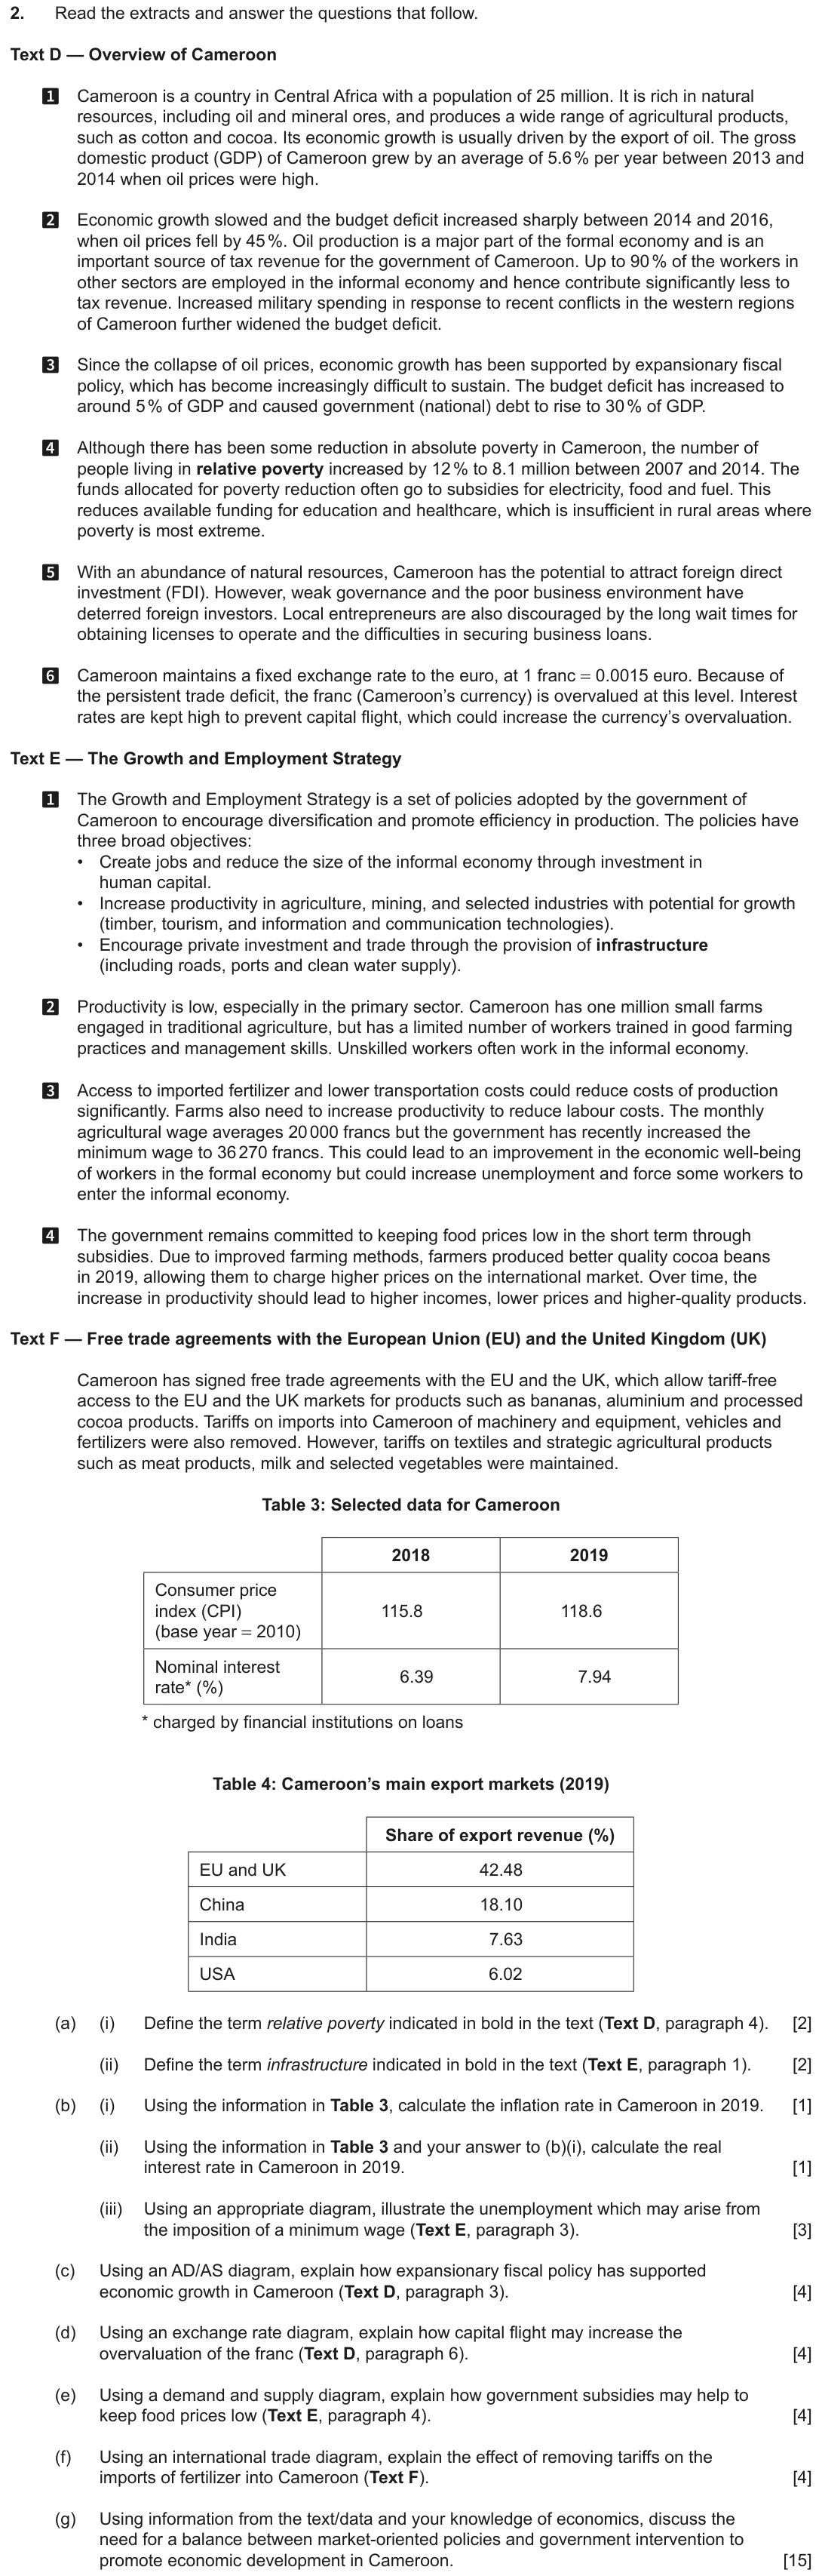 2. Read the extracts and answer the questions that follow.
Text D — Overview of Cameroon
1 Cameroon is a country in Central Africa with a population of 25 million. It is rich in natural
resources, including oil and mineral ores, and produces a wide range of agricultural products,
such as cotton and cocoa. Its economic growth is usually driven by the export of oil. The gross
domestic product (GDP) of Cameroon grew by an average of 5.6 % per year between 2013 and
2014 when oil prices were high.
2 Economic growth slowed and the budget deficit increased sharply between 2014 and 2016,
when oil prices fell by 45 %. Oil production is a major part of the formal economy and is an
important source of tax revenue for the government of Cameroon. Up to 90 % of the workers in
other sectors are employed in the informal economy and hence contribute significantly less to
tax revenue. Increased military spending in response to recent conflicts in the western regions
of Cameroon further widened the budget deficit.
3 Since the collapse of oil prices, economic growth has been supported by expansionary fiscal
policy, which has become increasingly difficult to sustain. The budget deficit has increased to
around 5 % of GDP and caused government (national) debt to rise to 30 % of GDP.
4 Although there has been some reduction in absolute poverty in Cameroon, the number of
people living in relative poverty increased by 12 % to 8.1 million between 2007 and 2014. The
funds allocated for poverty reduction often go to subsidies for electricity, food and fuel. This
reduces available funding for education and healthcare, which is insufficient in rural areas where
poverty is most extreme.
5 With an abundance of natural resources, Cameroon has the potential to attract foreign direct
investment (FDI). However, weak governance and the poor business environment have
deterred foreign investors. Local entrepreneurs are also discouraged by the long wait times for
obtaining licenses to operate and the difficulties in securing business loans.
6 Cameroon maintains a fixed exchange rate to the euro, at 1 franc = 0.0015 euro. Because of
the persistent trade deficit, the franc (Cameroon's currency) is overvalued at this level. Interest
rates are kept high to prevent capital flight, which could increase the currency's overvaluation.
Text E — The Growth and Employment Strategy
1 The Growth and Employment Strategy is a set of policies adopted by the government of
Cameroon to encourage diversification and promote efficiency in production. The policies have
three broad objectives:
• Create jobs and reduce the size of the informal economy through investment in
human capital.
• Increase productivity in agriculture, mining, and selected industries with potential for growth
(timber, tourism, and information and communication technologies).
• Encourage private investment and trade through the provision of infrastructure
(including roads, ports and clean water supply).
2 Productivity is low, especially in the primary sector. Cameroon has one million small farms
engaged in traditional agriculture, but has a limited number of workers trained in good farming
practices and management skills. Unskilled workers often work in the informal economy.
3 Access to imported fertilizer and lower transportation costs could reduce costs of production
significantly. Farms also need to increase productivity to reduce labour costs. The monthly
agricultural wage averages 20 000 francs but the government has recently increased the
minimum wage to 36 270 francs. This could lead to an improvement in the economic well-being
of workers in the formal economy but could increase unemployment and force some workers to
enter the informal economy.
4 The government remains committed to keeping food prices low in the short term through
subsidies. Due to improved farming methods, farmers produced better quality cocoa beans
in 2019, allowing them to charge higher prices on the international market. Over time, the
increase in productivity should lead to higher incomes, lower prices and higher-quality products.
Text F — Free trade agreements with the European Union (EU) and the United Kingdom (UK)
Cameroon has signed free trade agreements with the EU and the UK, which allow tariff-free
access to the EU and the UK markets for products such as bananas, aluminium and processed
cocoa products. Tariffs on imports into Cameroon of machinery and equipment, vehicles and
fertilizers were also removed. However, tariffs on textiles and strategic agricultural products
such as meat products, milk and selected vegetables were maintained.
Table 3: Selected data for Cameroon
2018 2019
Consumer price
index (CPI)
(base year = 2010) 115.8 118.6
Nominal interest
rate* (%) 6.39 7.94
* charged by financial institutions on loans
Table 4: Cameroon's main export markets (2019)
Share of export revenue (%)
EU and UK 42.48
China 18.10
India 7.63
USA 6.02
(a) (i) Define the term relative poverty indicated in bold in the text (Text D, paragraph 4). [2]
(ii) Define the term infrastructure indicated in bold in the text (Text E, paragraph 1). [2]
(b) (i) Using the information in Table 3, calculate the inflation rate in Cameroon in 2019. [1]
(ii) Using the information in Table 3 and your answer to (b)(i), calculate the real
interest rate in Cameroon in 2019. [1]
(iii) Using an appropriate diagram, illustrate the unemployment which may arise from
the imposition of a minimum wage (Text E, paragraph 3). [3]
(c) Using an AD/AS diagram, explain how expansionary fiscal policy has supported
economic growth in Cameroon (Text D, paragraph 3). [4]
(d) Using an exchange rate diagram, explain how capital flight may increase the
overvaluation of the franc (Text D, paragraph 6). [4]
(e) Using a demand and supply diagram, explain how government subsidies may help to
keep food prices low (Text E, paragraph 4). [4]
(f) Using an international trade diagram, explain the effect of removing tariffs on the
imports of fertilizer into Cameroon (Text F). [4]
(g) Using information from the text/data and your knowledge of economics, discuss the
need for a balance between market-oriented policies and government intervention to
promote economic development in Cameroon. [15]